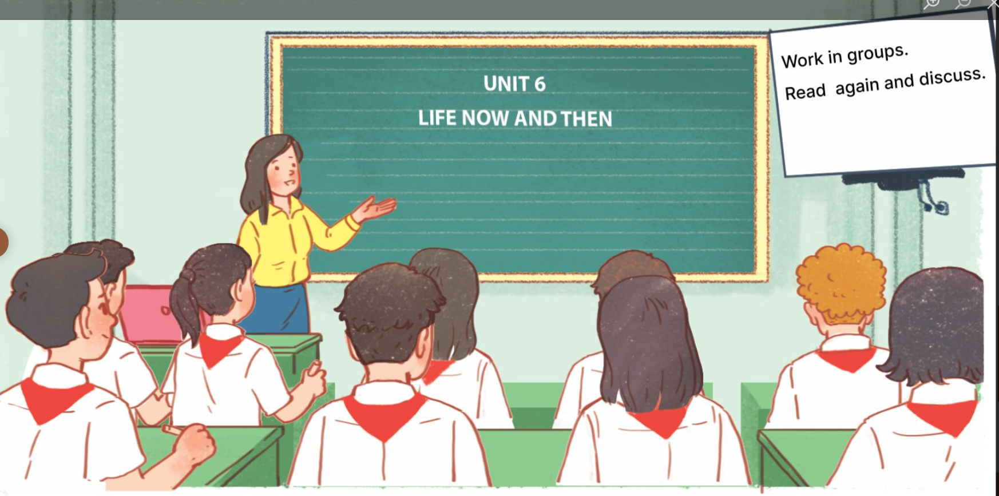 UNIT 6
LIFE NOW AND THEN
Work in groups.
Read again and discuss.